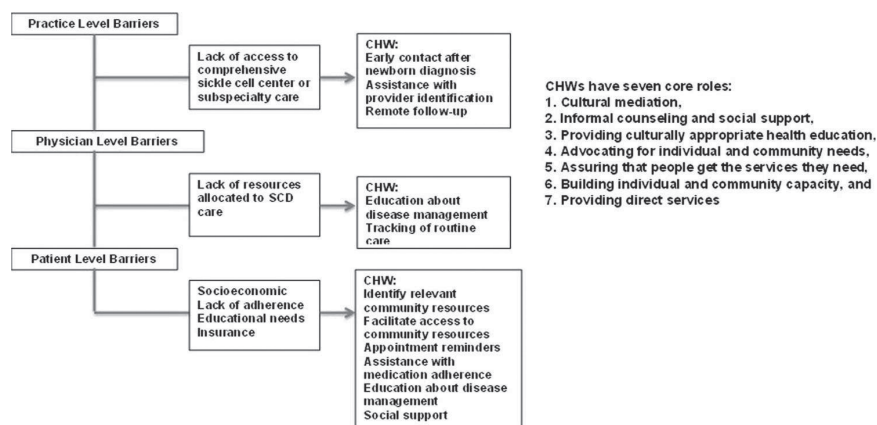 Practice Level Barriers
Lack of access to
comprehensive
sickle cell center or
subspecialty care
CHW:
Early contact after
newborn diagnosis
Assistance with
provider identification
Remote follow-up
Physician Level Barriers
Lack of resources
allocated to SCD
care
CHW:
Education about
disease management
Tracking of routine
care
Patient Level Barriers
Socioeconomic
Lack of adherence
Educational needs
Insurance
CHW:
Identify relevant
community resources
Facilitate access to
community resources
Appointment reminders
Assistance with
medication adherence
Education about disease
management
Social support
CHWs have seven core roles:
1. Cultural mediation,
2. Informal counseling and social support,
3. Providing culturally appropriate health education,
4. Advocating for individual and community needs,
5. Assuring that people get the services they need,
6. Building individual and community capacity, and
7. Providing direct services